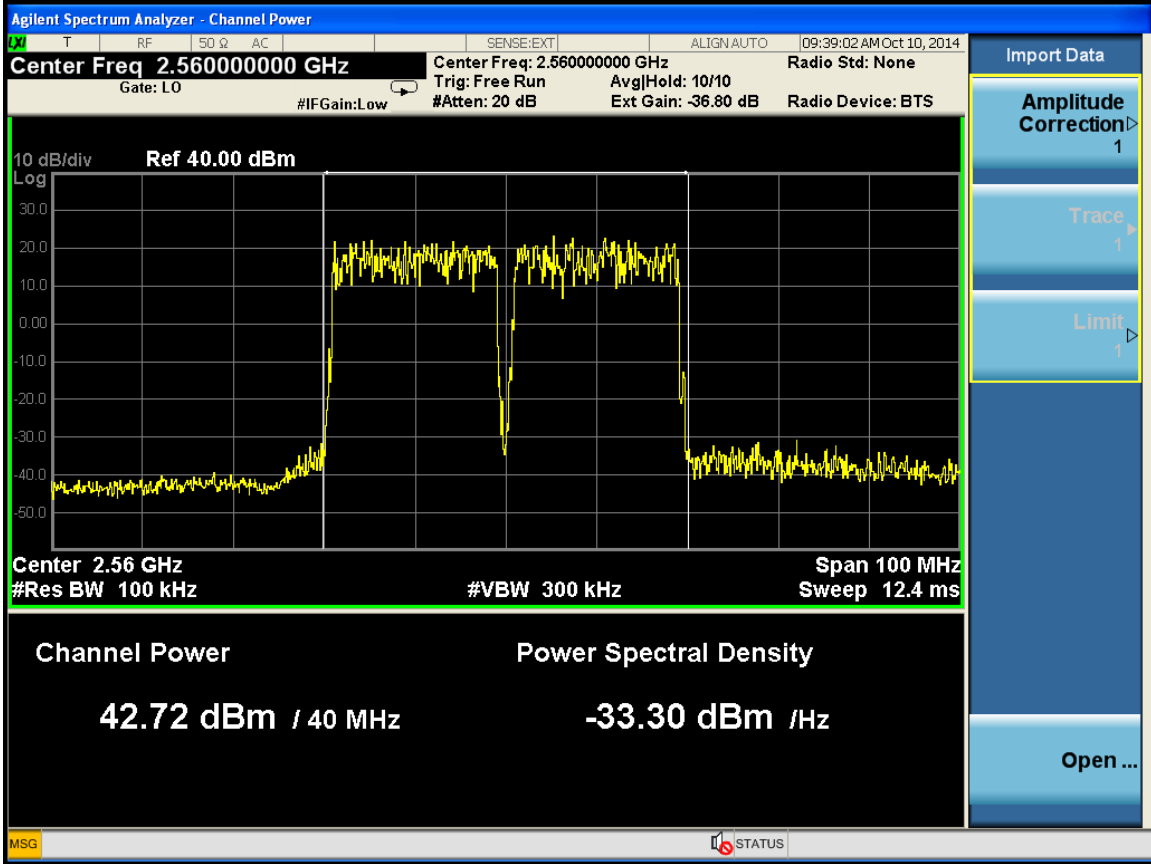 Agilent Spectrum Analyzer - Channel Power
LXI T RF 50 Ω AC SENSE:EXT ALIGN AUTO 09:39:02 AM Oct 10, 2014
Center Freq 2.560000000 GHz
Gate: LO
#IFGain:Low
Center Freq: 2.560000000 GHz
Trig: Free Run Avg|Hold: 10/10
#Atten: 20 dB Ext Gain: -36.80 dB
Radio Std: None
Radio Device: BTS
Import Data
Amplitude
Correction
1
Trace
1
Limit
1
Open ...
10 dB/div Ref 40.00 dBm
Log
30.0
20.0
10.0
0.00
-10.0
-20.0
-30.0
-40.0
-50.0
Center 2.56 GHz Span 100 MHz
#Res BW 100 kHz #VBW 300 kHz Sweep 12.4 ms
Channel Power Power Spectral Density
42.72 dBm / 40 MHz -33.30 dBm /Hz
MSG STATUS